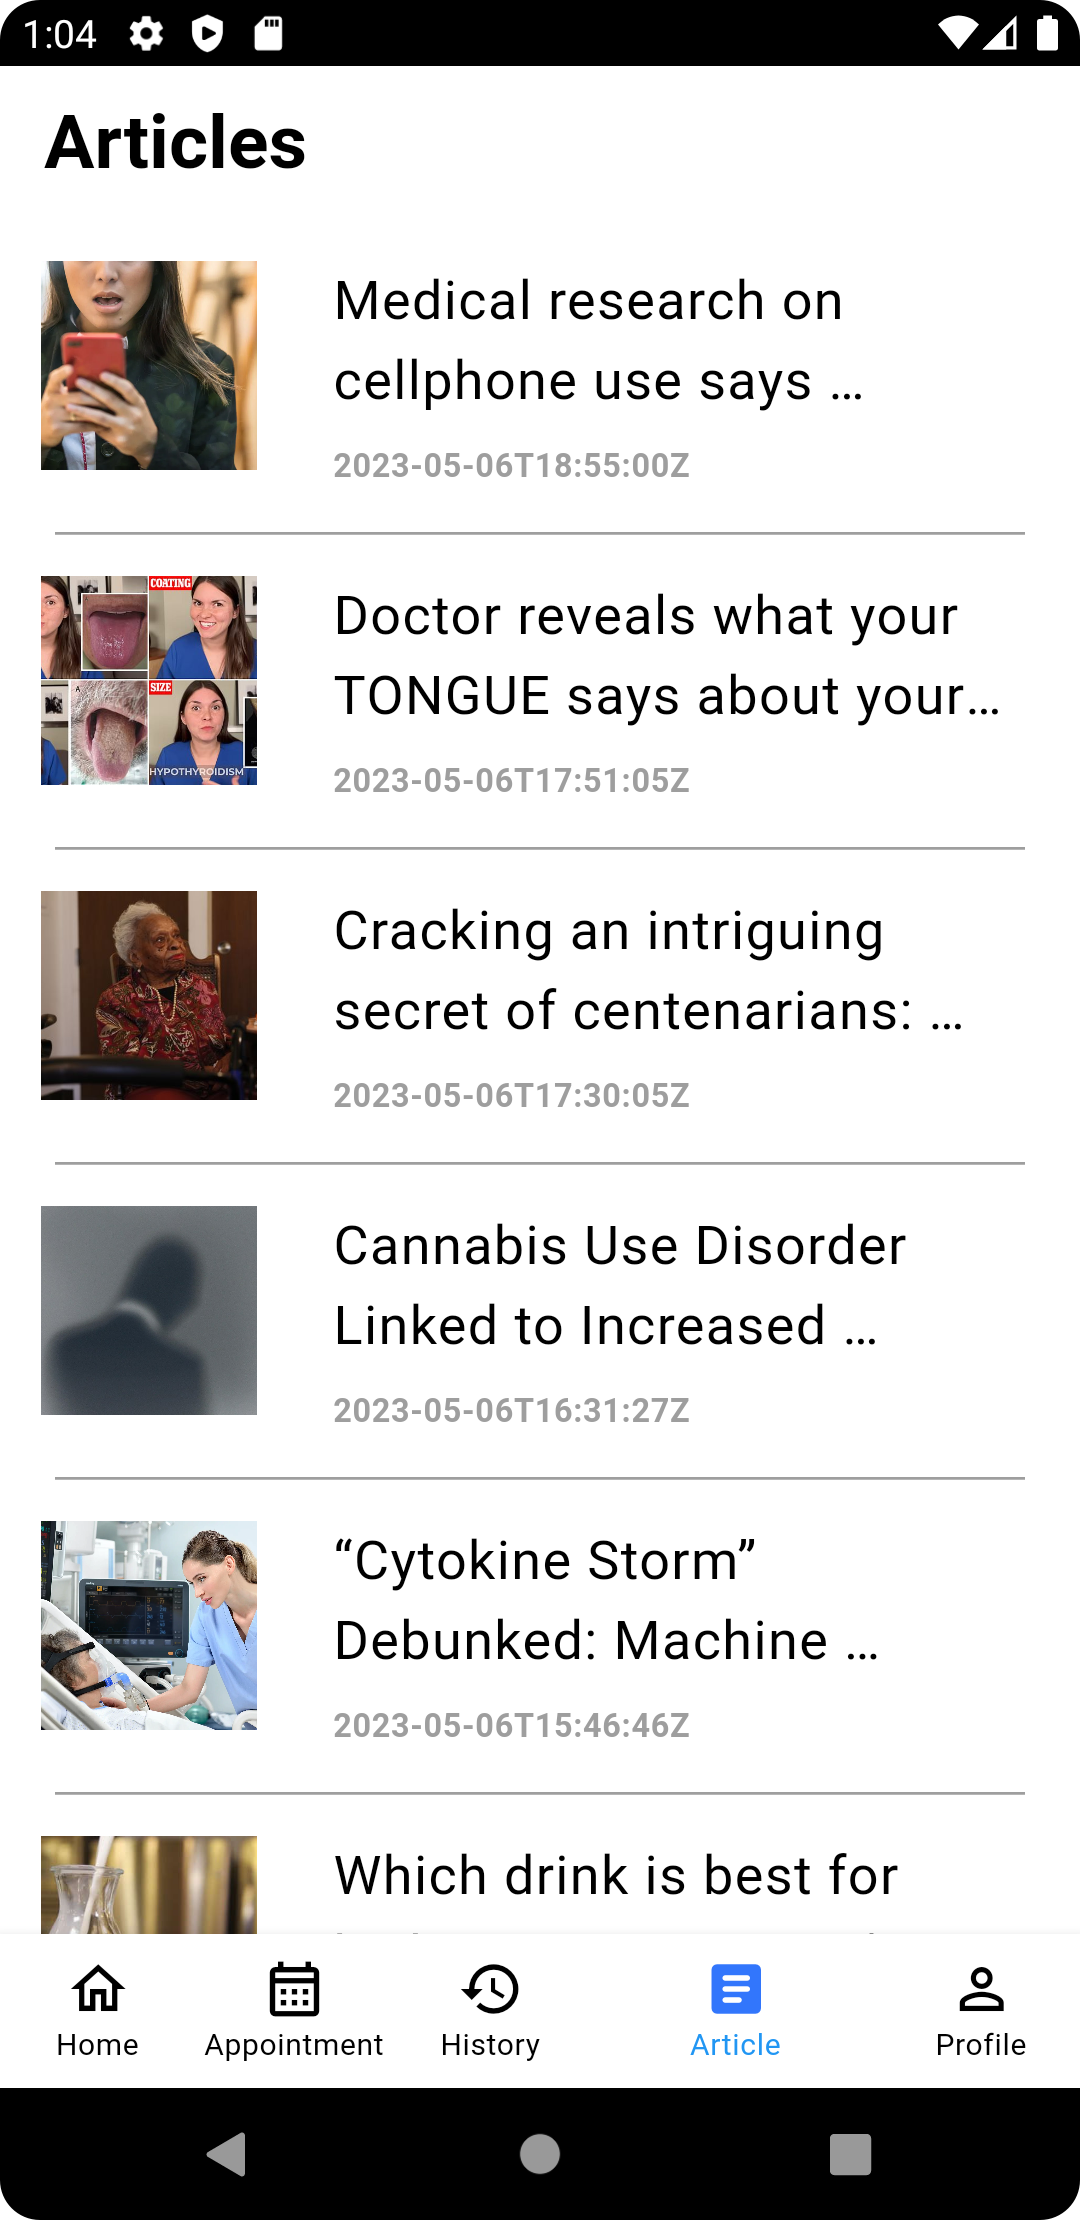 1:04
Articles
Medical research on
cellphone use says ...
2023-05-06T18:55:00Z
COATING
SIZE
HYPOTHYROIDISM
Doctor reveals what your
TONGUE says about your...
2023-05-06T17:51:05Z
Cracking an intriguing
secret of centenarians: ...
2023-05-06T17:30:05Z
Cannabis Use Disorder
Linked to Increased ...
2023-05-06T16:31:27Z
“Cytokine Storm”
Debunked: Machine ...
2023-05-06T15:46:46Z
Which drink is best for
Home
Appointment
History
Article
Profile